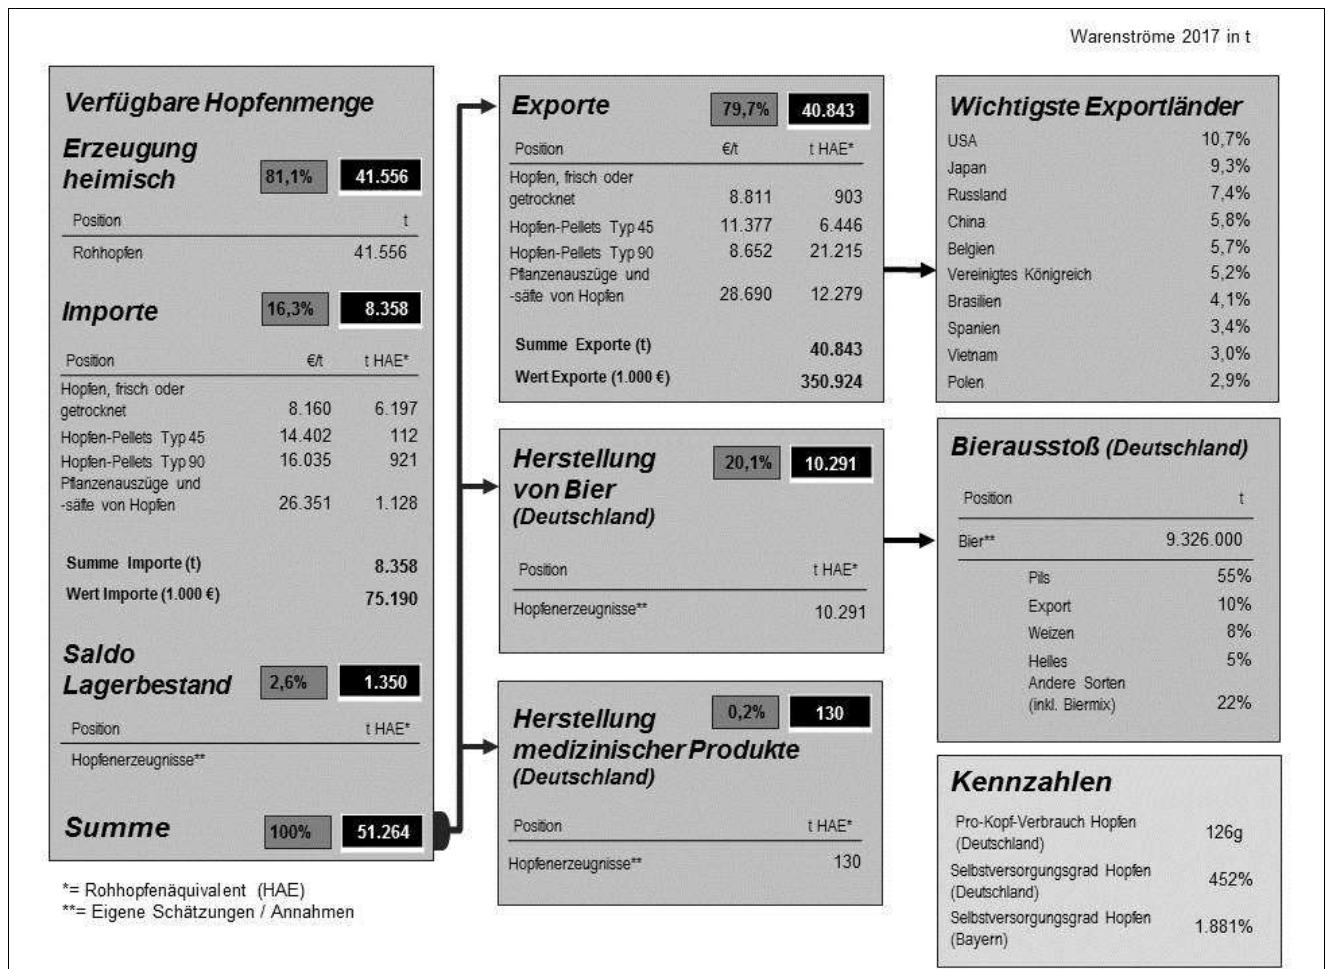 Warenströme 2017 in t
Verfügbare Hopfenmenge
Erzeugung
heimisch 81,1% 41.556
Position t
Rohhopfen 41.556
Importe 16,3% 8.358
Position €/t t HAE*
Hopfen, frisch oder
getrocknet 8.160 6.197
Hopfen-Pellets Typ 45 14.402 112
Hopfen-Pellets Typ 90 16.035 921
Pflanzenauszüge und
-säfte von Hopfen 26.351 1.128
Summe Importe (t) 8.358
Wert Importe (1.000 €) 75.190
Saldo
Lagerbestand 2,6% 1.350
Position t HAE*
Hopfenerzeugnisse**
Summe 100% 51.264
*= Rohhopfenäquivalent (HAE)
**= Eigene Schätzungen / Annahmen
Exporte 79,7% 40.843
Position €/t t HAE*
Hopfen, frisch oder
getrocknet 8.811 903
Hopfen-Pellets Typ 45 11.377 6.446
Hopfen-Pellets Typ 90 8.652 21.215
Pflanzenauszüge und
-säfte von Hopfen 28.690 12.279
Summe Exporte (t) 40.843
Wert Exporte (1.000 €) 350.924
Herstellung 20,1% 10.291
von Bier
(Deutschland)
Position t HAE*
Hopfenerzeugnisse** 10.291
Herstellung 0,2% 130
medizinischer Produkte
(Deutschland)
Position t HAE*
Hopfenerzeugnisse** 130
Wichtigste Exportländer
USA 10,7%
Japan 9,3%
Russland 7,4%
China 5,8%
Belgien 5,7%
Vereinigtes Königreich 5,2%
Brasilien 4,1%
Spanien 3,4%
Vietnam 3,0%
Polen 2,9%
Bierausstoß (Deutschland)
Position t
Bier** 9.326.000
Pils 55%
Export 10%
Weizen 8%
Helles 5%
Andere Sorten
(inkl. Biermix) 22%
Kennzahlen
Pro-Kopf-Verbrauch Hopfen
(Deutschland) 126g
Selbstversorgungsgrad Hopfen
(Deutschland) 452%
Selbstversorgungsgrad Hopfen
(Bayern) 1.881%